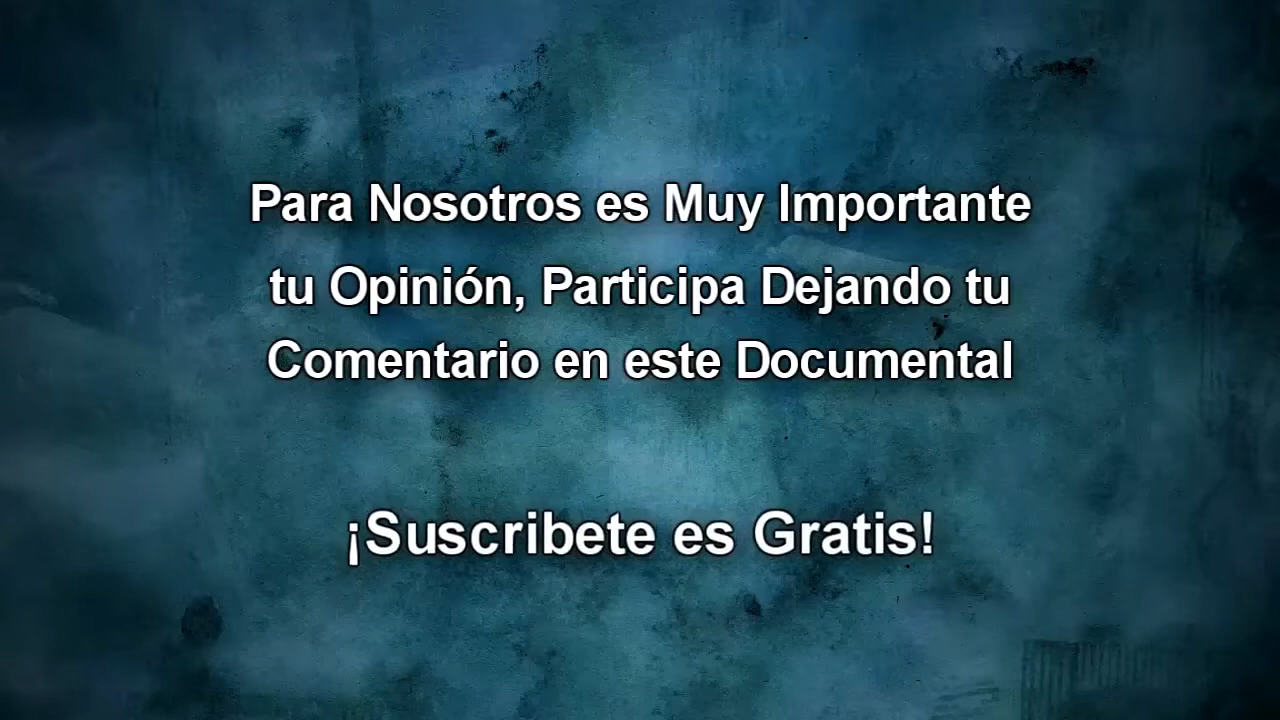 Para Nosotros es Muy Importante
tu Opinión, Participa Dejando tu
Comentario en este Documental
¡Suscribete es Gratis!